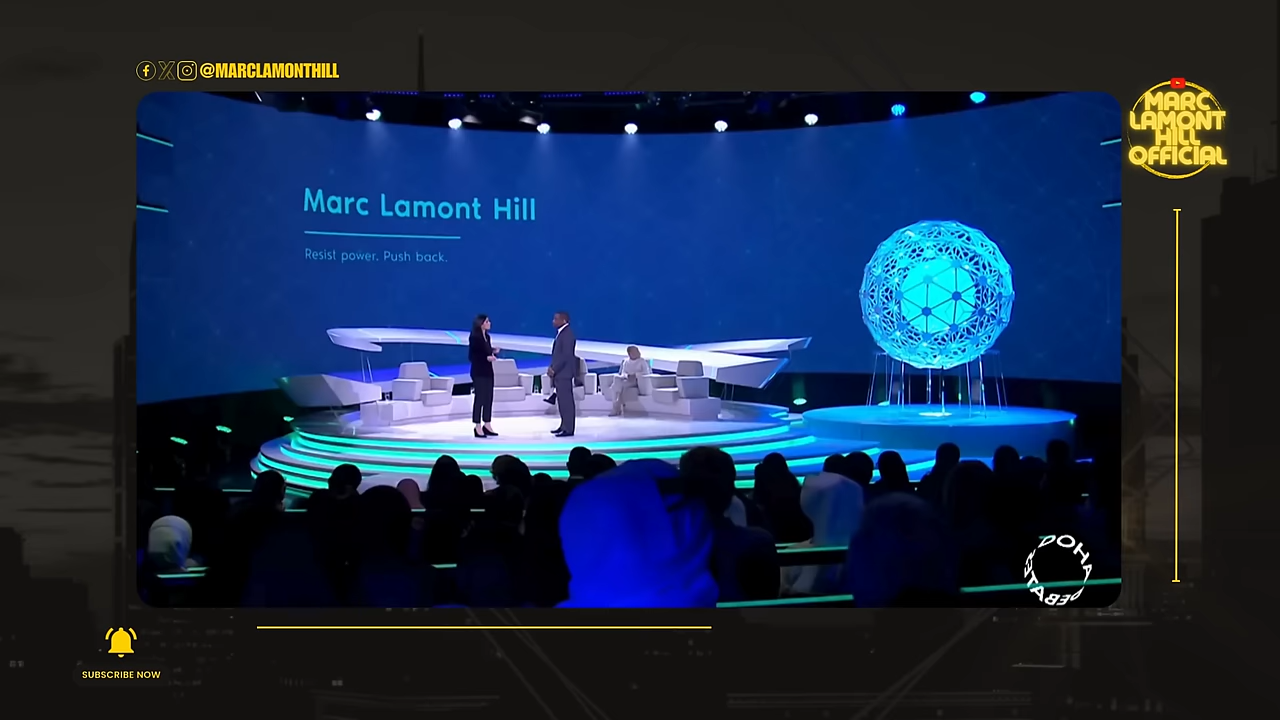 @MARCLAMONTHILL
MARC
LAMONT
HILL
OFFICIAL
Marc Lamont Hill
Resist power. Push back.
DOHA
DEBATES
SUBSCRIBE NOW